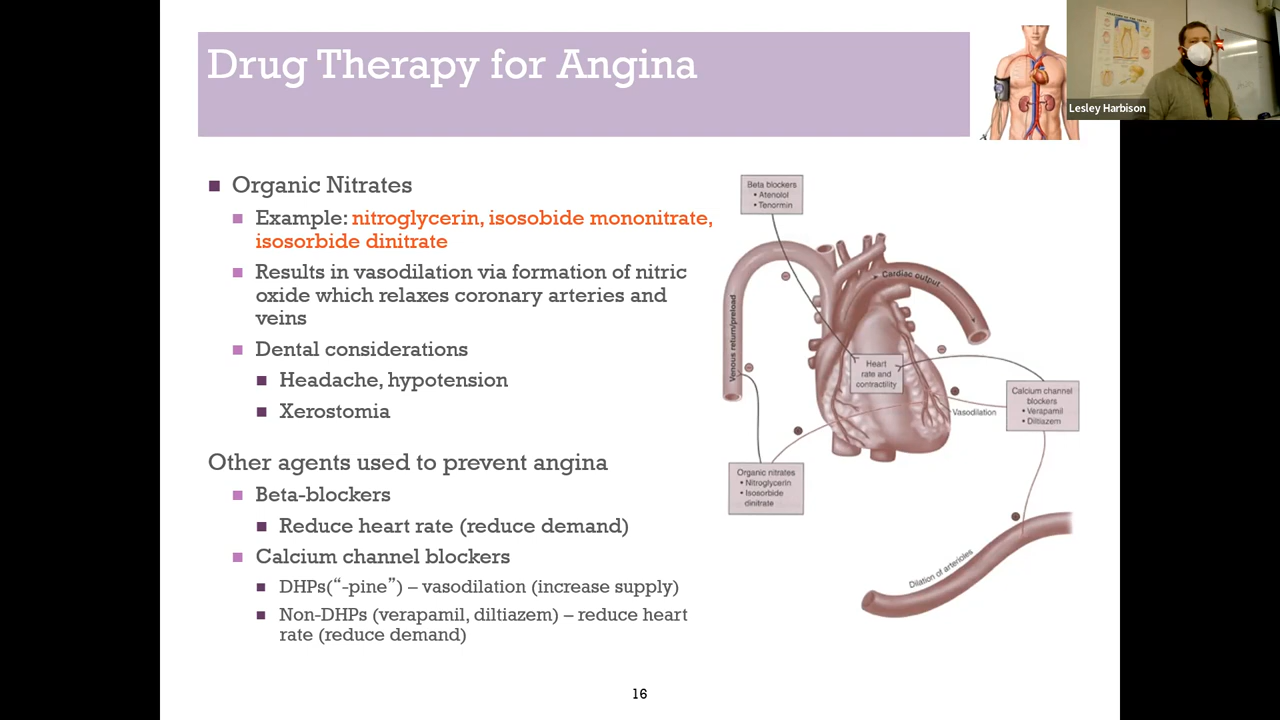 Drug Therapy for Angina
Lesley Harbison
■ Organic Nitrates
■ Example: nitroglycerin, isosobide mononitrate,
isosorbide dinitrate
■ Results in vasodilation via formation of nitric
oxide which relaxes coronary arteries and
veins
■ Dental considerations
■ Headache, hypotension
■ Xerostomia
Other agents used to prevent angina
■ Beta-blockers
■ Reduce heart rate (reduce demand)
■ Calcium channel blockers
■ DHPs(“-pine”) – vasodilation (increase supply)
■ Non-DHPs (verapamil, diltiazem) – reduce heart
rate (reduce demand)
Beta blockers
• Atenolol
• Tenormin
Cardiac output
Venous return/preload
Heart
rate and
contractility
Calcium channel
blockers
• Verapamil
• Diltiazem
Vasodilation
Organic nitrates
• Nitroglycerin
• Isosorbide
dinitrate
Dilation of arterioles
16